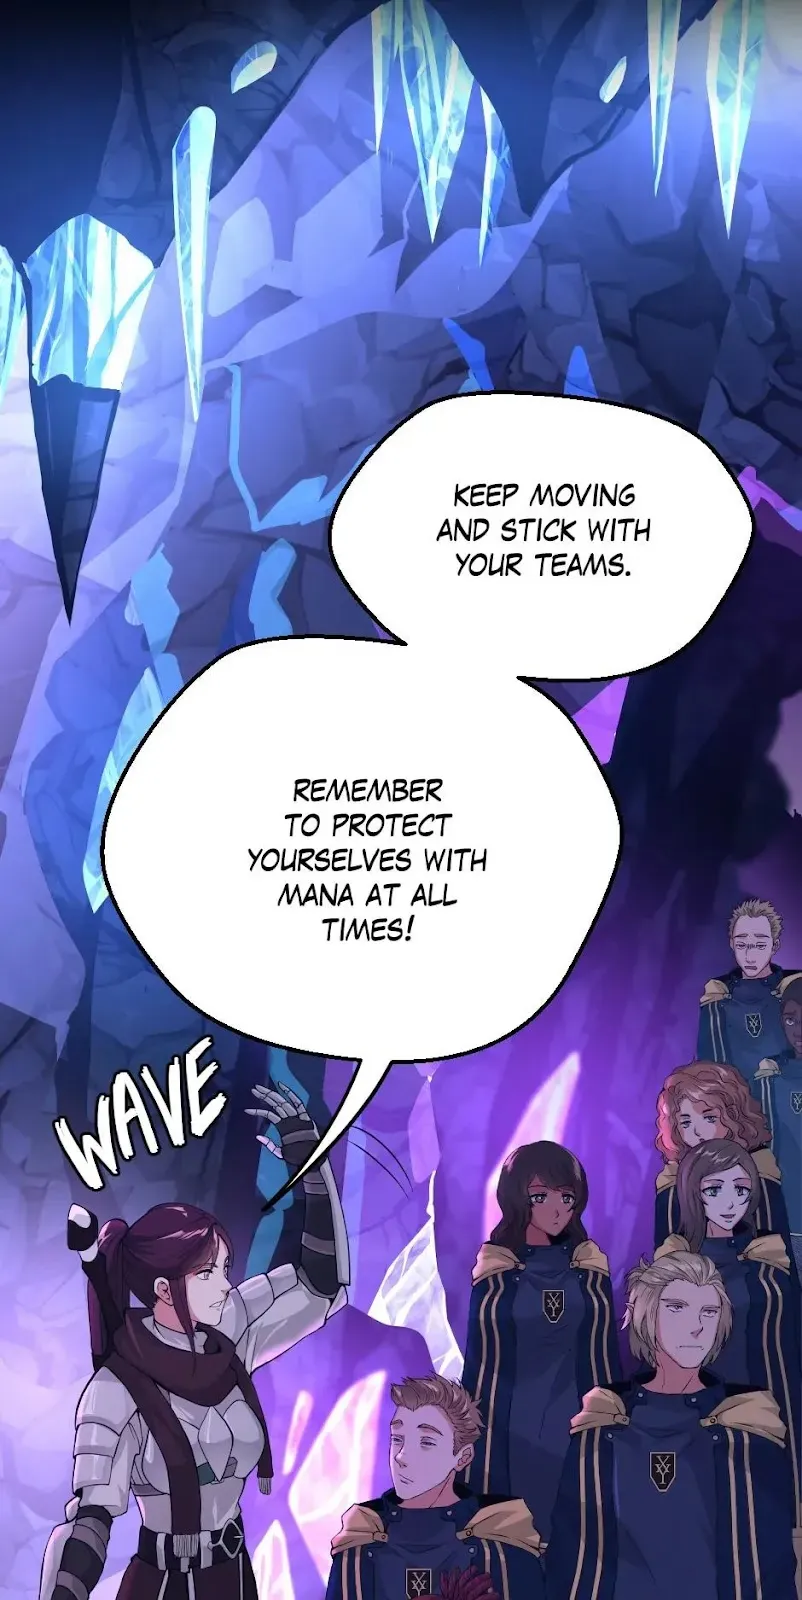 KEEP MOVING
AND STICK WITH
YOUR TEAMS.
REMEMBER
TO PROTECT
YOURSELVES WITH
MANA AT ALL
TIMES!
WAVE